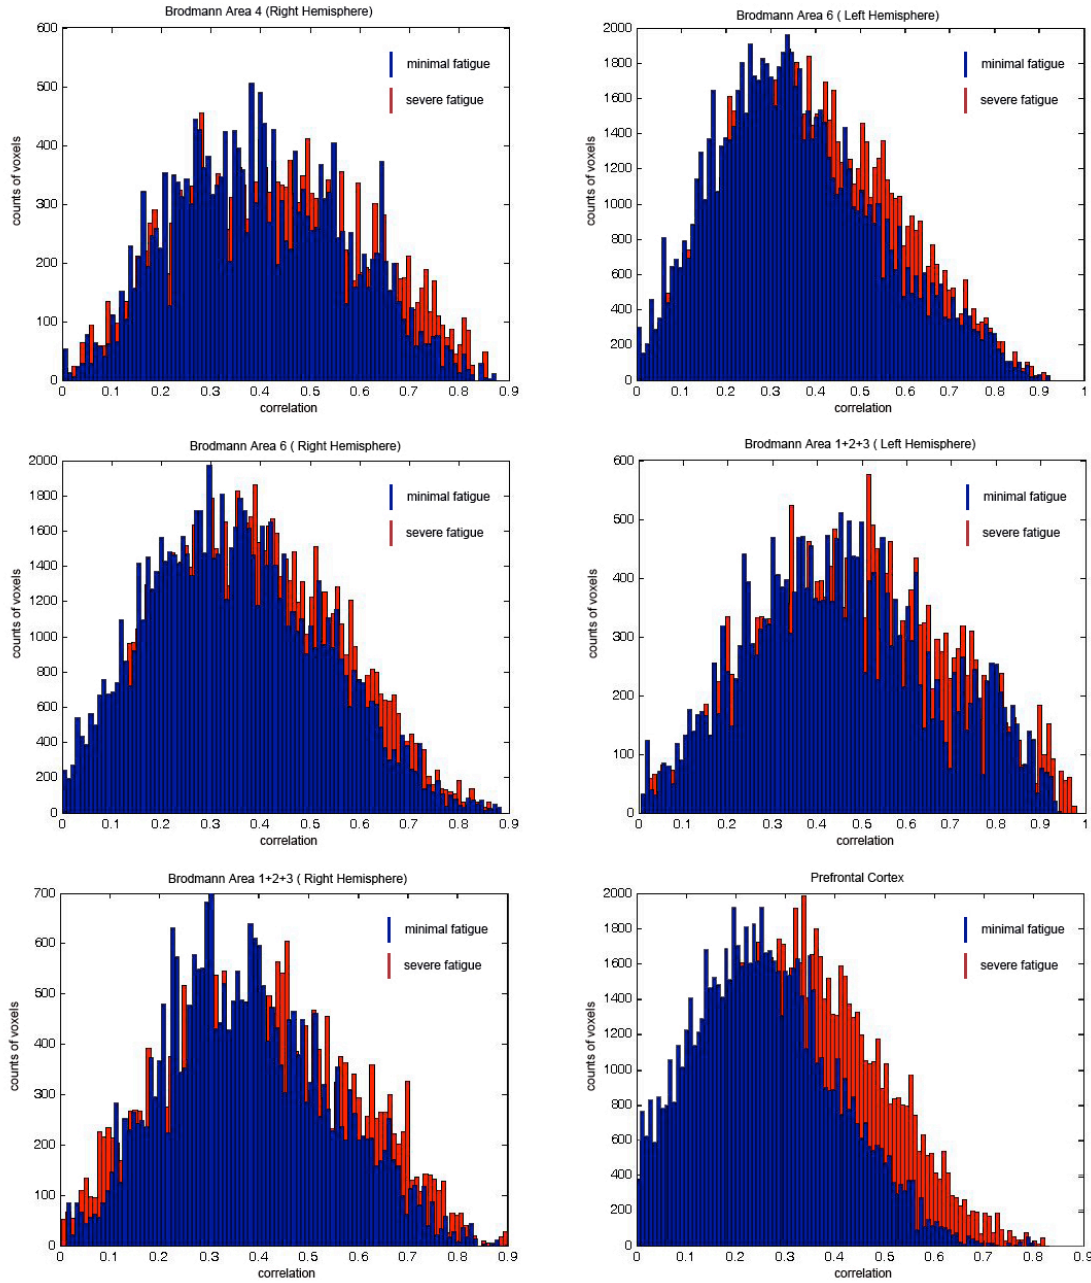 Brodmann Area 4 (Right Hemisphere)
600
500
400
300
200
100
0
counts of voxels
minimal fatigue
severe fatigue
0 0.1 0.2 0.3 0.4 0.5 0.6 0.7 0.8 0.9
correlation
Brodmann Area 6 ( Left Hemisphere)
2000
1800
1600
1400
1200
1000
800
600
400
200
0
counts of voxels
minimal fatigue
severe fatigue
0 0.1 0.2 0.3 0.4 0.5 0.6 0.7 0.8 0.9 1
correlation
Brodmann Area 6 ( Right Hemisphere)
2000
1800
1600
1400
1200
1000
800
600
400
200
0
counts of voxels
minimal fatigue
severe fatigue
0 0.1 0.2 0.3 0.4 0.5 0.6 0.7 0.8 0.9
correlation
Brodmann Area 1+2+3 ( Left Hemisphere)
600
500
400
300
200
100
0
counts of voxels
minimal fatigue
severe fatigue
0 0.1 0.2 0.3 0.4 0.5 0.6 0.7 0.8 0.9 1
correlation
Brodmann Area 1+2+3 ( Right Hemisphere)
700
600
500
400
300
200
100
0
counts of voxels
minimal fatigue
severe fatigue
0 0.1 0.2 0.3 0.4 0.5 0.6 0.7 0.8 0.9
correlation
Prefrontal Cortex
2000
1800
1600
1400
1200
1000
800
600
400
200
0
counts of voxels
minimal fatigue
severe fatigue
0 0.1 0.2 0.3 0.4 0.5 0.6 0.7 0.8 0.9
correlation